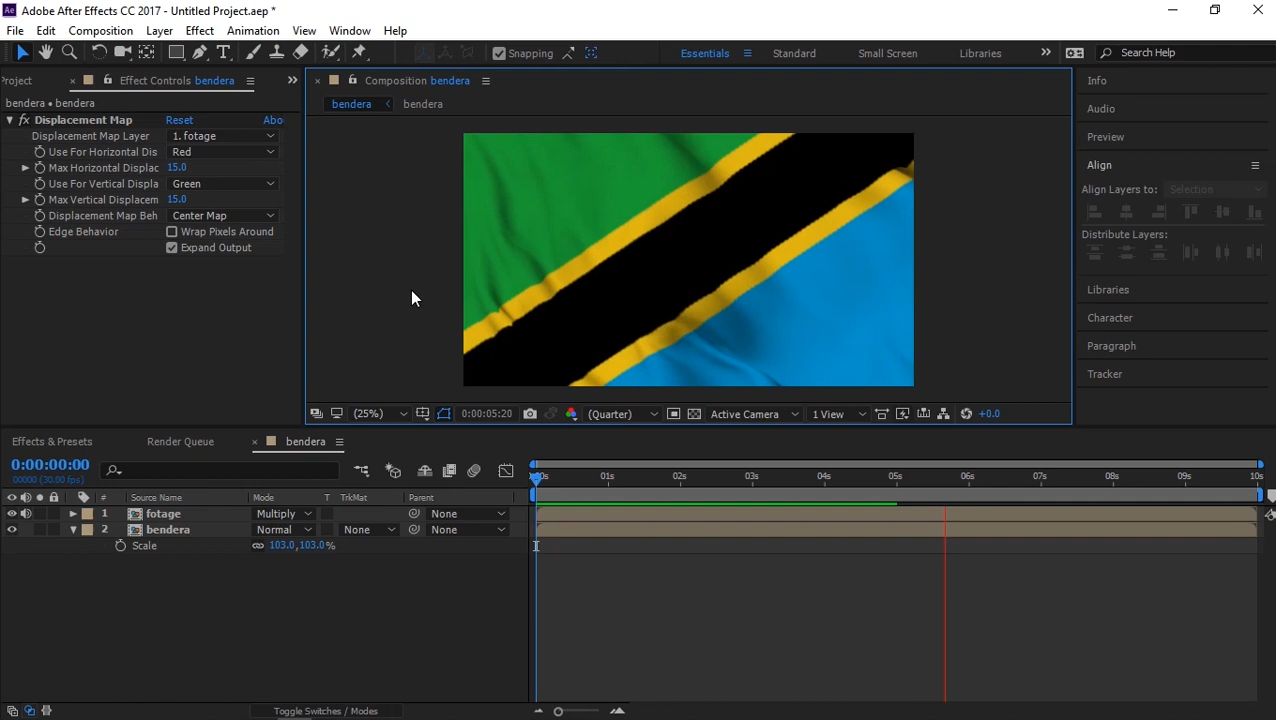 Ae Adobe After Effects CC 2017 - Untitled Project.aep *
File Edit Composition Layer Effect Animation View Window Help
T Snapping Essentials Standard Small Screen Libraries Search Help
roject Effect Controls bendera
Composition bendera
Info
bendera • bendera
bendera bendera
Audio
fx Displacement Map Reset Abo
Displacement Map Layer 1. fotage
Preview
Use For Horizontal Dis Red
Max Horizontal Displac 15.0
Align
Use For Vertical Displa Green
Align Layers to: Selection
Max Vertical Displacem 15.0
Displacement Map Beh Center Map
Edge Behavior Wrap Pixels Around
Distribute Layers:
Expand Output
Libraries
Character
Paragraph
Tracker
(25%) 0:00:05:20 (Quarter) Active Camera 1 View +0.0
Effects & Presets Render Queue bendera
0:00:00:00
00000 (30.00 fps)
:00s 01s 02s 03s 04s 05s 06s 07s 08s 09s 10s
# Source Name Mode T TrkMat Parent
1 fotage Multiply None
2 bendera Normal None None
Scale 103.0,103.0%
Toggle Switches / Modes